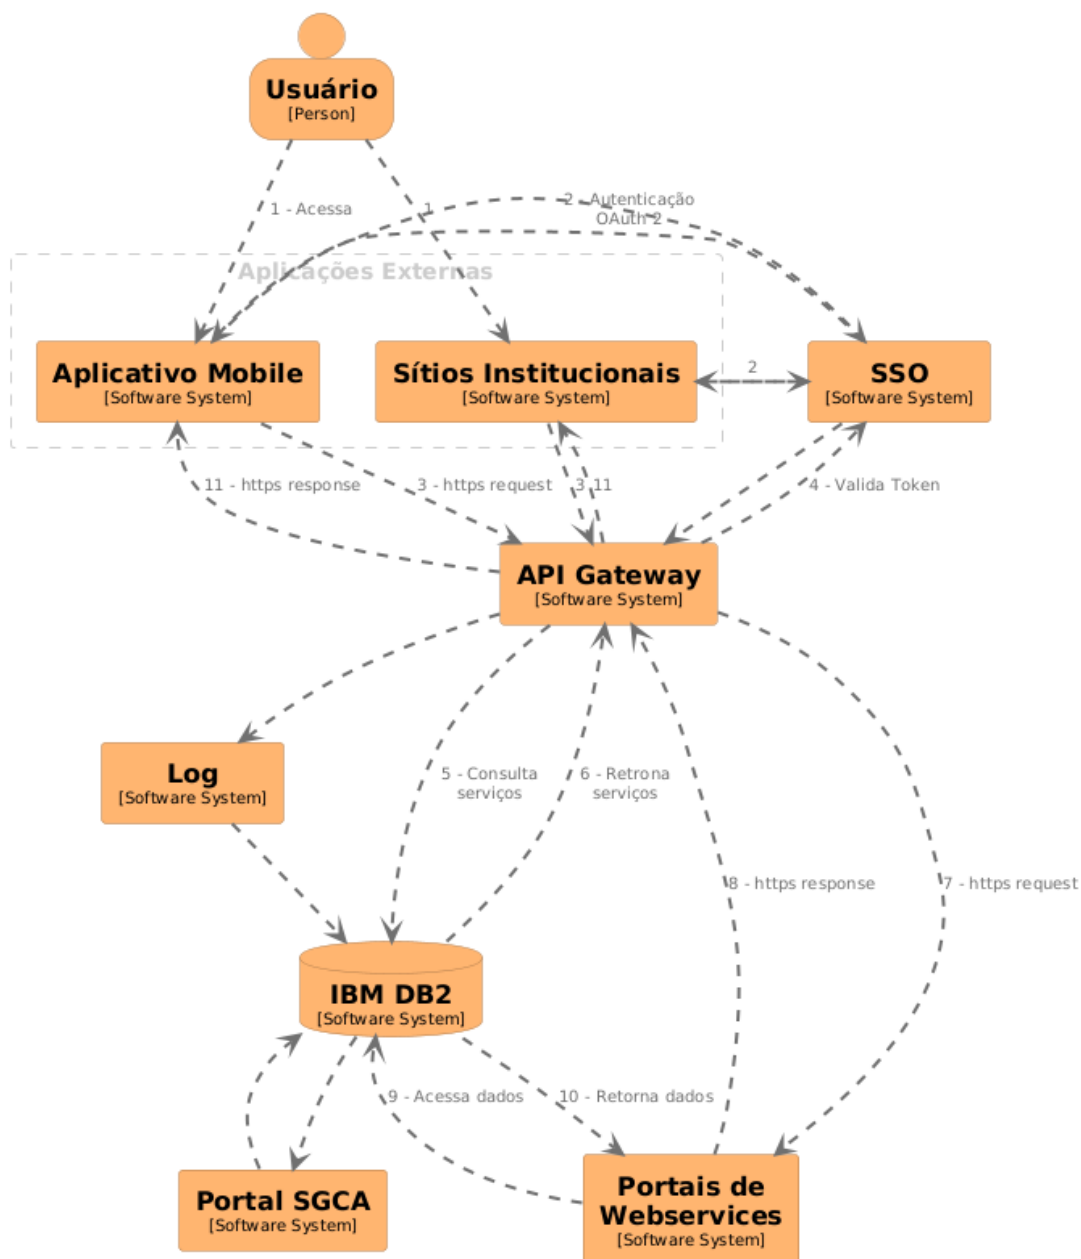 Usuário
[Person]
1 - Acessa
1
2 - Autenticação
OAuth 2
Aplicações Externas
Aplicativo Mobile
[Software System]
Sítios Institucionais
[Software System]
2
SSO
[Software System]
11 - https response
3 - https request
3
11
4 - Valida Token
API Gateway
[Software System]
Log
[Software System]
5 - Consulta
serviços
6 - Retrona
serviços
8 - https response
7 - https request
IBM DB2
[Software System]
9 - Acessa dados
10 - Retorna dados
Portal SGCA
[Software System]
Portais de
Webservices
[Software System]